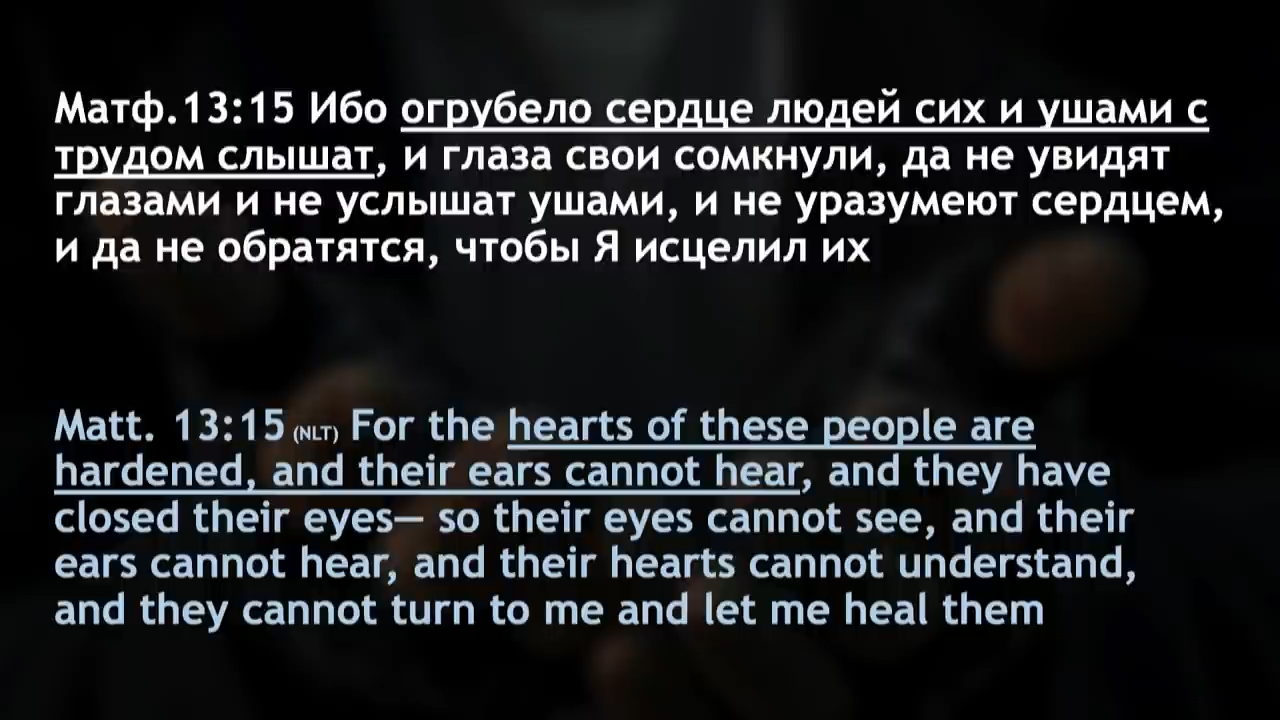 Матф.13:15 Ибо огрубело сердце людей сих и ушами с
трудом слышат, и глаза свои сомкнули, да не увидят
глазами и не услышат ушами, и не уразумеют сердцем,
и да не обратятся, чтобы Я исцелил их
Matt. 13:15 (NLT) For the hearts of these people are
hardened, and their ears cannot hear, and they have
closed their eyes— so their eyes cannot see, and their
ears cannot hear, and their hearts cannot understand,
and they cannot turn to me and let me heal them